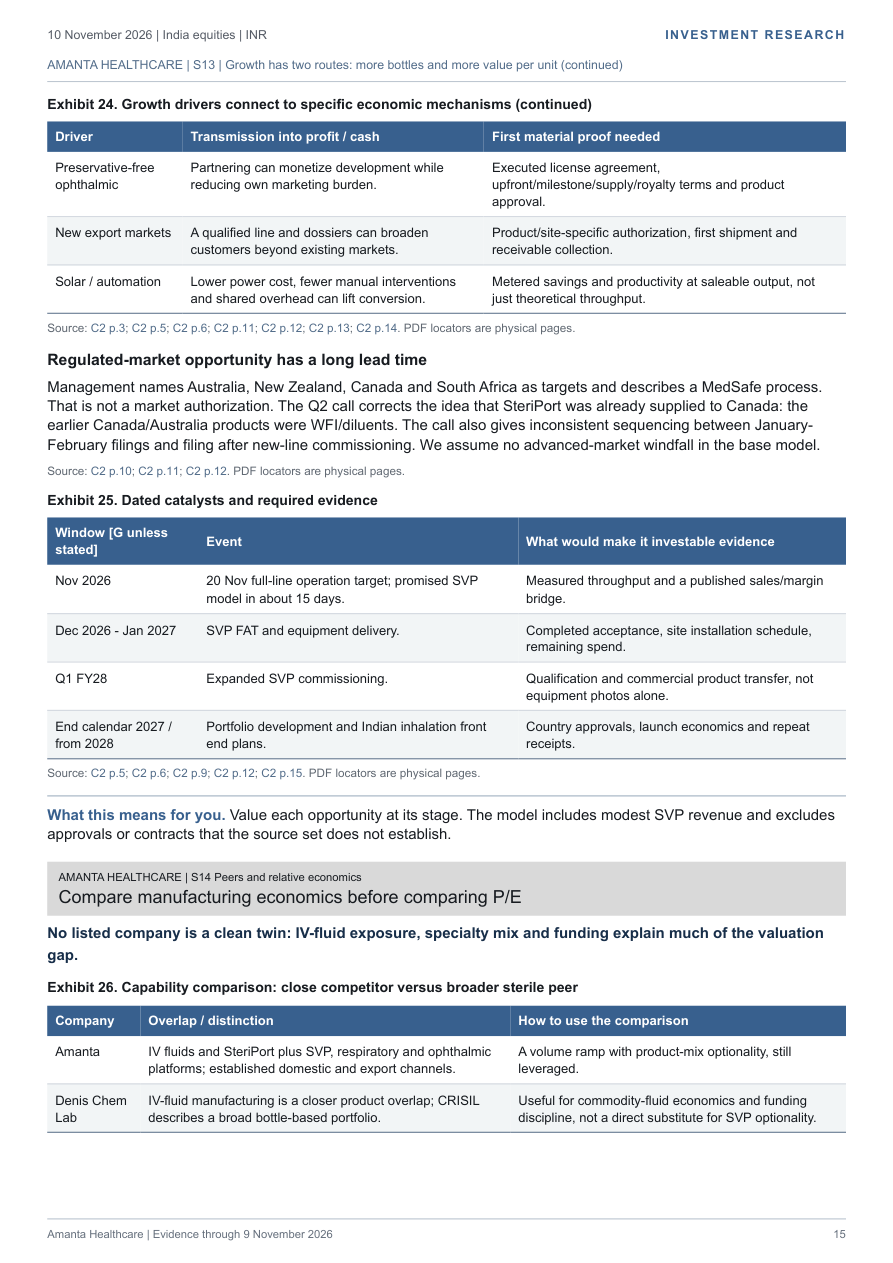 10 November 2026 | India equities | INR
INVESTMENT RESEARCH
AMANTA HEALTHCARE | S13 | Growth has two routes: more bottles and more value per unit (continued)
Exhibit 24. Growth drivers connect to specific economic mechanisms (continued)
Driver
Transmission into profit / cash
First material proof needed
Preservative-free
ophthalmic
Partnering can monetize development while
reducing own marketing burden.
Executed license agreement,
upfront/milestone/supply/royalty terms and product
approval.
New export markets
A qualified line and dossiers can broaden
customers beyond existing markets.
Product/site-specific authorization, first shipment and
receivable collection.
Solar / automation
Lower power cost, fewer manual interventions
and shared overhead can lift conversion.
Metered savings and productivity at saleable output, not
just theoretical throughput.
Source: C2 p.3; C2 p.5; C2 p.6; C2 p.11; C2 p.12; C2 p.13; C2 p.14. PDF locators are physical pages.
Regulated-market opportunity has a long lead time
Management names Australia, New Zealand, Canada and South Africa as targets and describes a MedSafe process.
That is not a market authorization. The Q2 call corrects the idea that SteriPort was already supplied to Canada: the
earlier Canada/Australia products were WFI/diluents. The call also gives inconsistent sequencing between January-
February filings and filing after new-line commissioning. We assume no advanced-market windfall in the base model.
Source: C2 p.10; C2 p.11; C2 p.12. PDF locators are physical pages.
Exhibit 25. Dated catalysts and required evidence
Window [G unless
stated]
Event
What would make it investable evidence
Nov 2026
20 Nov full-line operation target; promised SVP
model in about 15 days.
Measured throughput and a published sales/margin
bridge.
Dec 2026 - Jan 2027
SVP FAT and equipment delivery.
Completed acceptance, site installation schedule,
remaining spend.
Q1 FY28
Expanded SVP commissioning.
Qualification and commercial product transfer, not
equipment photos alone.
End calendar 2027 /
from 2028
Portfolio development and Indian inhalation front
end plans.
Country approvals, launch economics and repeat
receipts.
Source: C2 p.5; C2 p.6; C2 p.9; C2 p.12; C2 p.15. PDF locators are physical pages.
What this means for you. Value each opportunity at its stage. The model includes modest SVP revenue and excludes
approvals or contracts that the source set does not establish.
AMANTA HEALTHCARE | S14 Peers and relative economics
Compare manufacturing economics before comparing P/E
No listed company is a clean twin: IV-fluid exposure, specialty mix and funding explain much of the valuation
gap.
Exhibit 26. Capability comparison: close competitor versus broader sterile peer
Company
Overlap / distinction
How to use the comparison
Amanta
IV fluids and SteriPort plus SVP, respiratory and ophthalmic
platforms; established domestic and export channels.
A volume ramp with product-mix optionality, still
leveraged.
Denis Chem
Lab
IV-fluid manufacturing is a closer product overlap; CRISIL
describes a broad bottle-based portfolio.
Useful for commodity-fluid economics and funding
discipline, not a direct substitute for SVP optionality.
Amanta Healthcare | Evidence through 9 November 2026
15